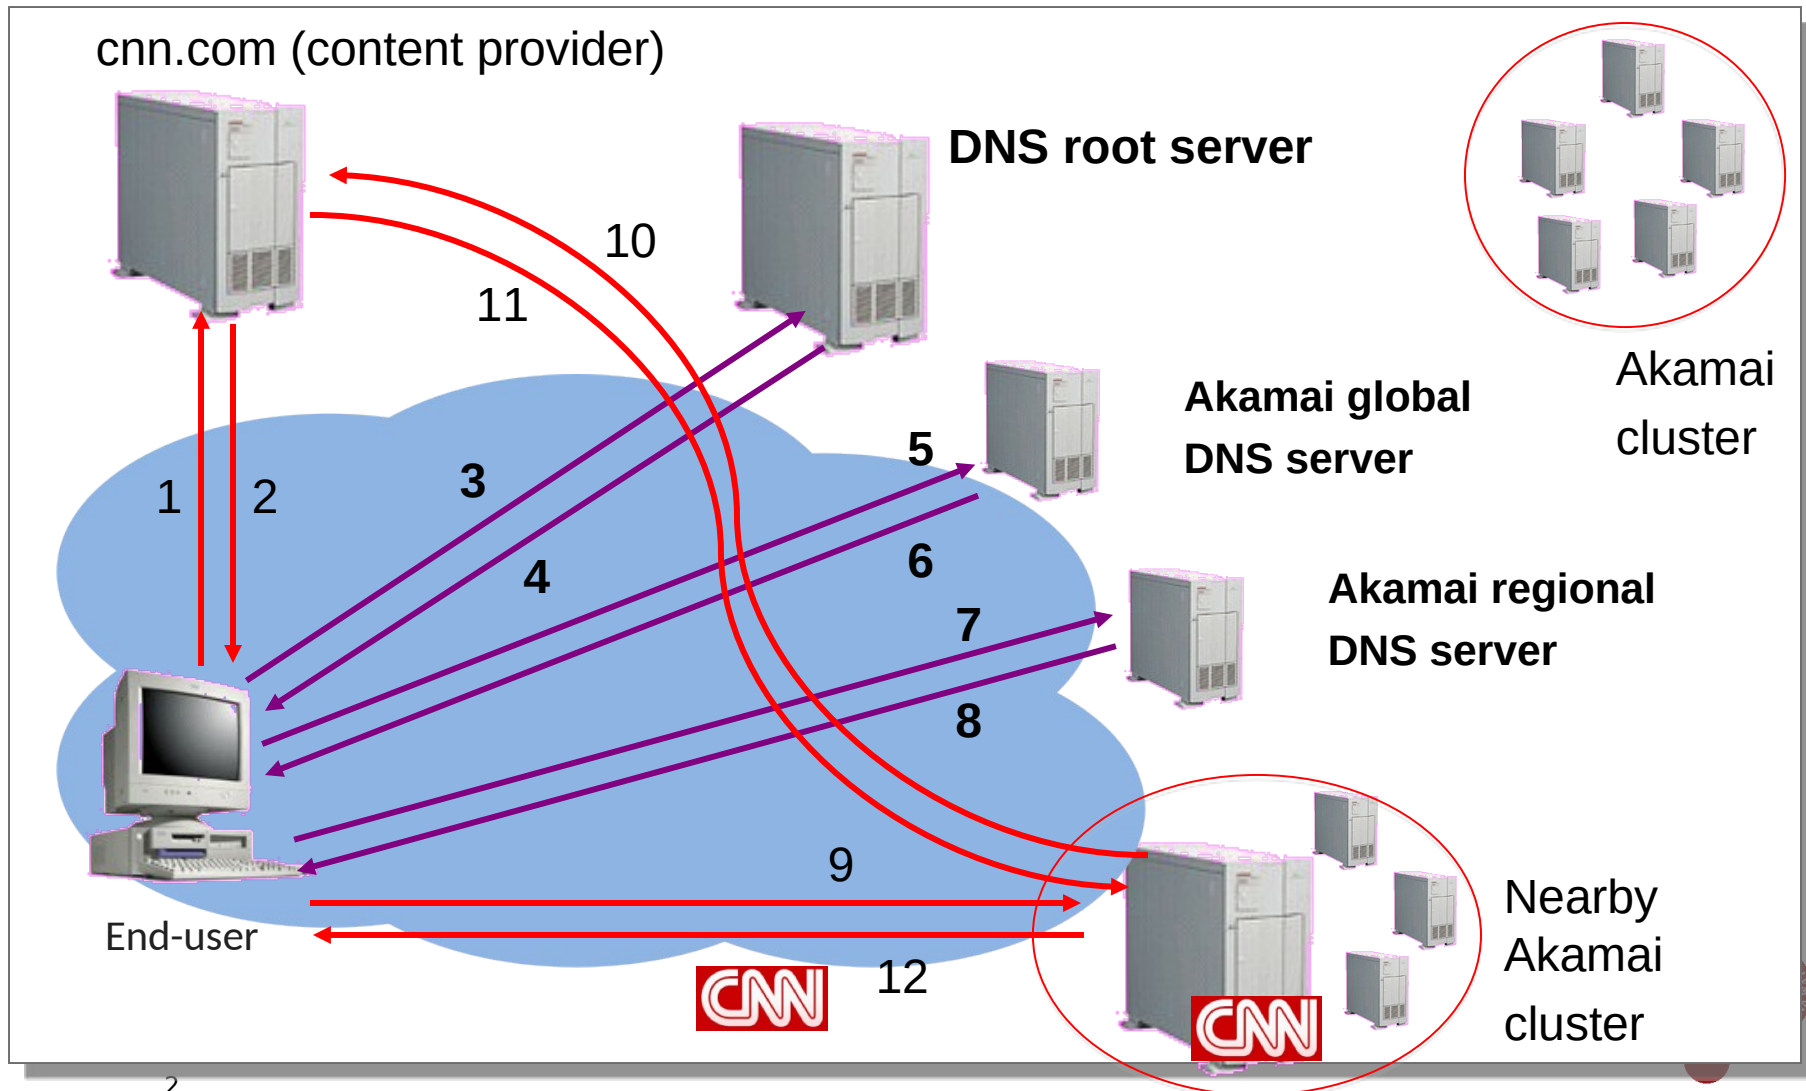 cnn.com (content provider)
DNS root server
10
11
Akamai
cluster
Akamai global
DNS server
5
3
1
2
6
4
Akamai regional
DNS server
7
8
9
End-user
12
CNN
CNN
Nearby
Akamai
cluster
2